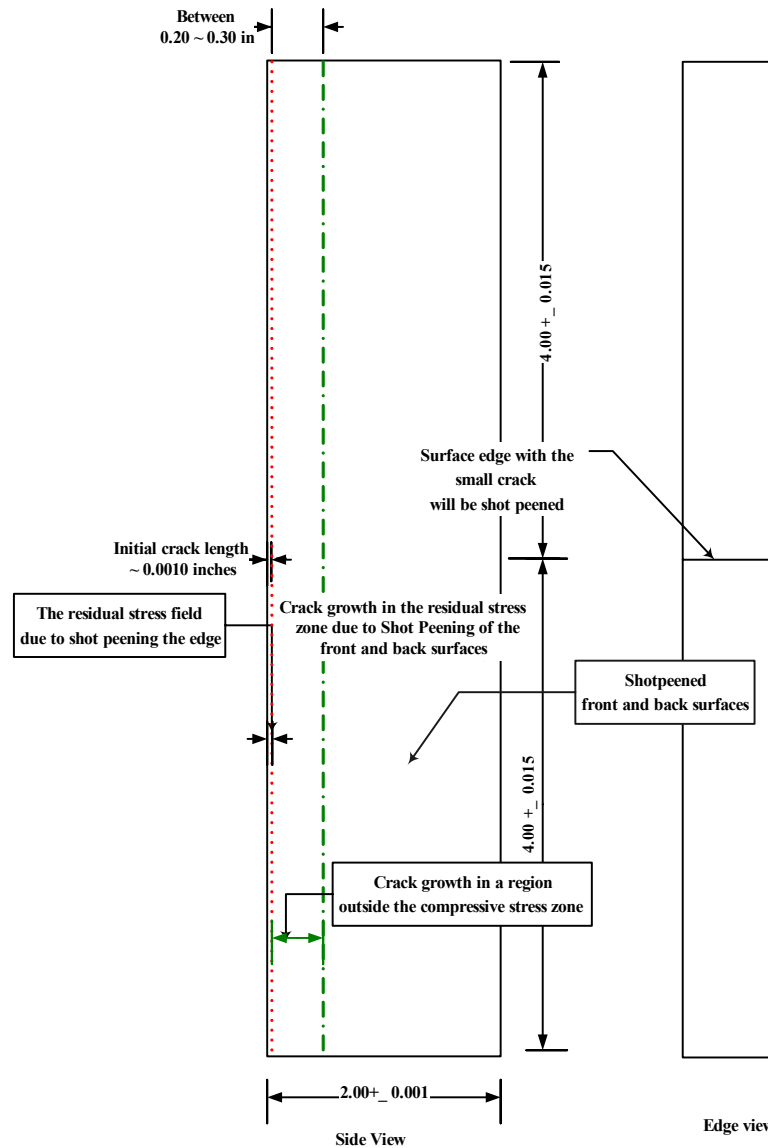 Between
0.20 ~ 0.30 in
4.00 +_ 0.015
Surface edge with the
small crack
will be shot peened
Initial crack length
~ 0.0010 inches
The residual stress field
due to shot peening the edge
Crack growth in the residual stress
zone due to Shot Peening of the
front and back surfaces
Shotpeened
front and back surfaces
4.00 +_ 0.015
Crack growth in a region
outside the compressive stress zone
2.00+_ 0.001
Side View
Edge view